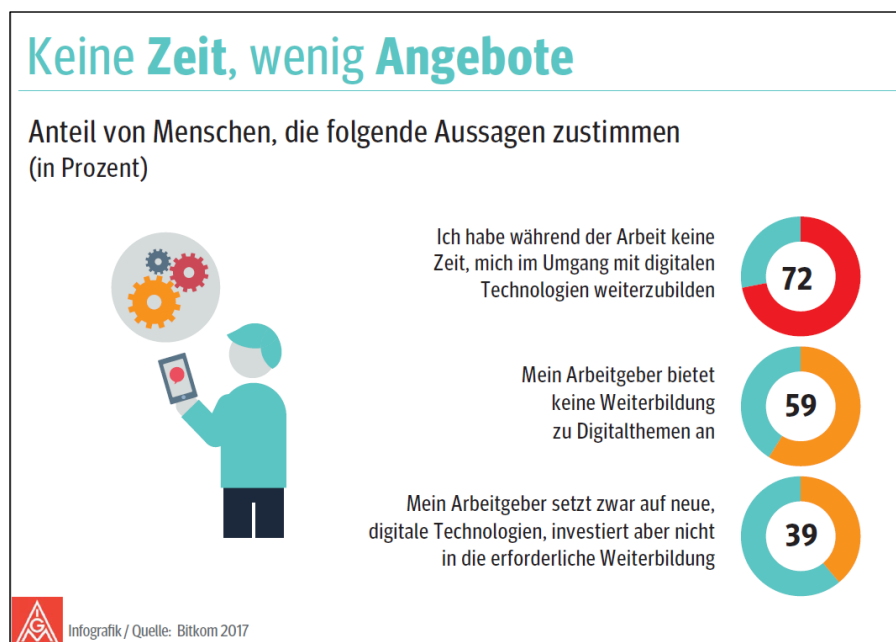 Keine Zeit, wenig Angebote
Anteil von Menschen, die folgende Aussagen zustimmen
(in Prozent)
Ich habe während der Arbeit keine
Zeit, mich im Umgang mit digitalen
Technologien weiterzubilden
72
Mein Arbeitgeber bietet
keine Weiterbildung
zu Digitalthemen an
59
Mein Arbeitgeber setzt zwar auf neue,
digitale Technologien, investiert aber nicht
in die erforderliche Weiterbildung
39
IGM
Infografik / Quelle: Bitkom 2017